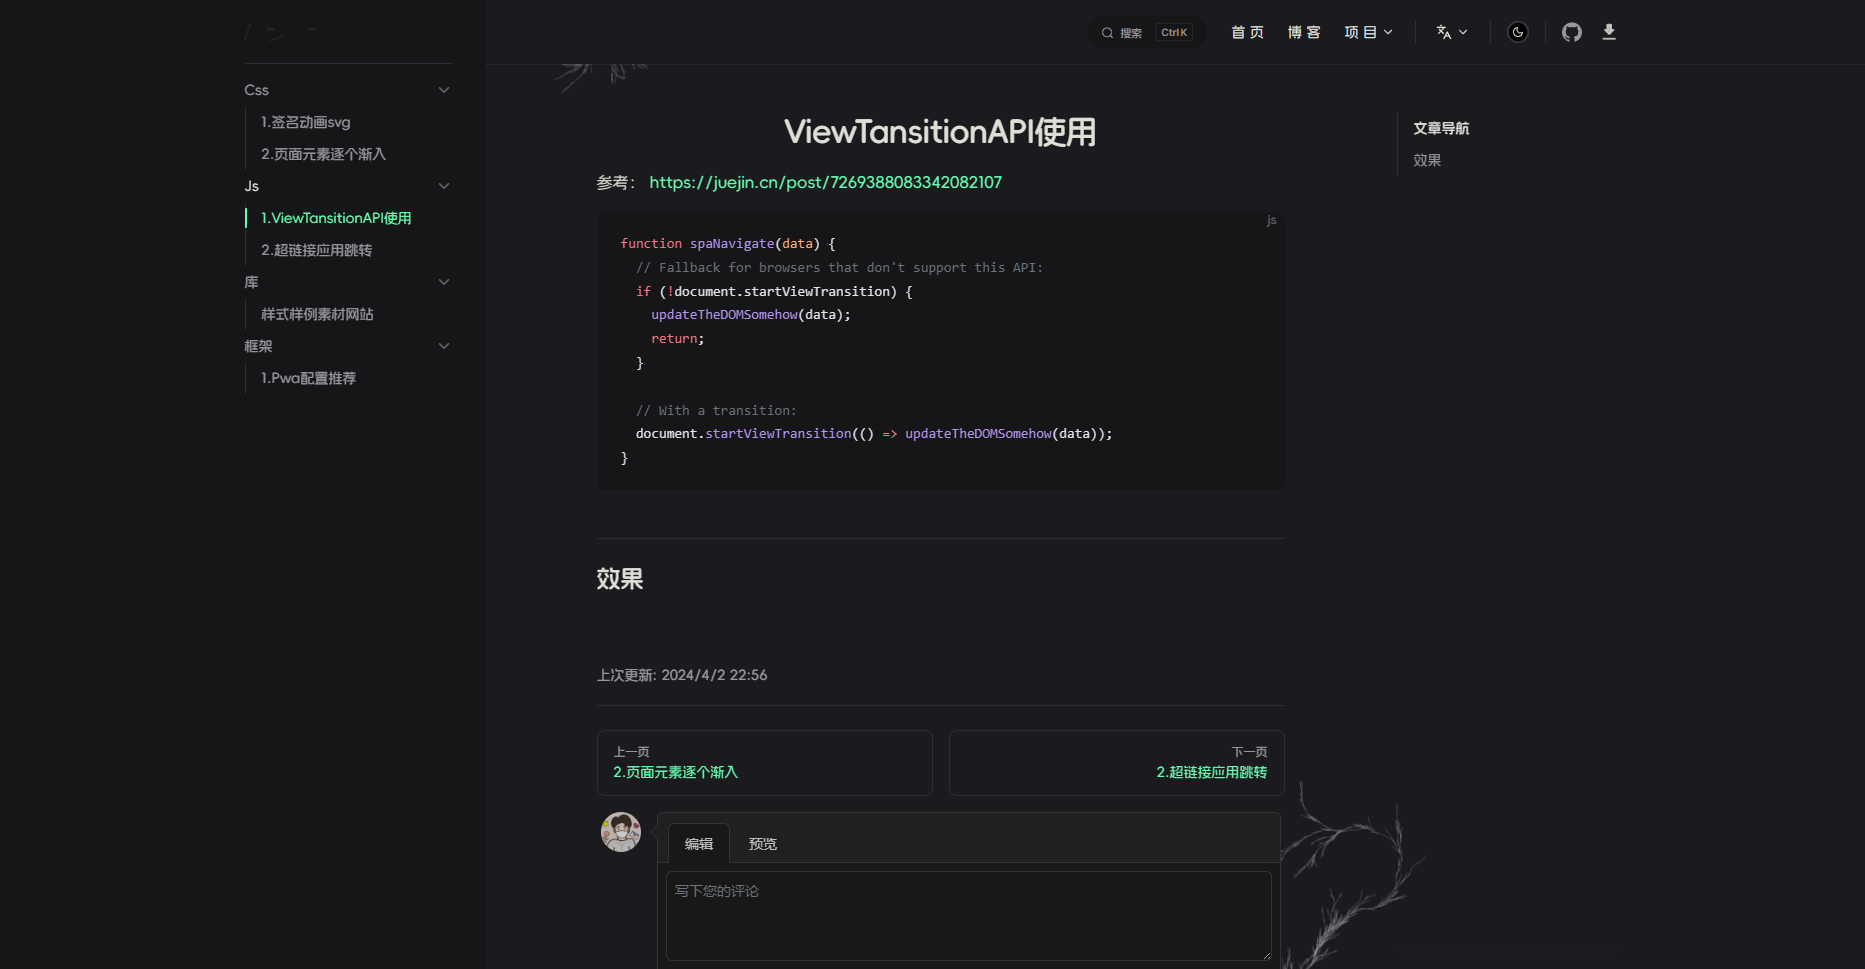 搜索 Ctrl K 首页 博客 项目
Css
1.签名动画svg
2.页面元素逐个渐入
Js
1.ViewTansitionAPI使用
2.超链接应用跳转
库
样式样例素材网站
框架
1.Pwa配置推荐
ViewTansitionAPI使用
参考： https://juejin.cn/post/7269388083342082107
js
function spaNavigate(data) {
  // Fallback for browsers that don't support this API:
  if (!document.startViewTransition) {
    updateTheDOMSomehow(data);
    return;
  }
  // With a transition:
  document.startViewTransition(() => updateTheDOMSomehow(data));
}
效果
上次更新: 2024/4/2 22:56
上一页
2.页面元素逐个渐入
下一页
2.超链接应用跳转
编辑 预览
写下您的评论
文章导航
效果